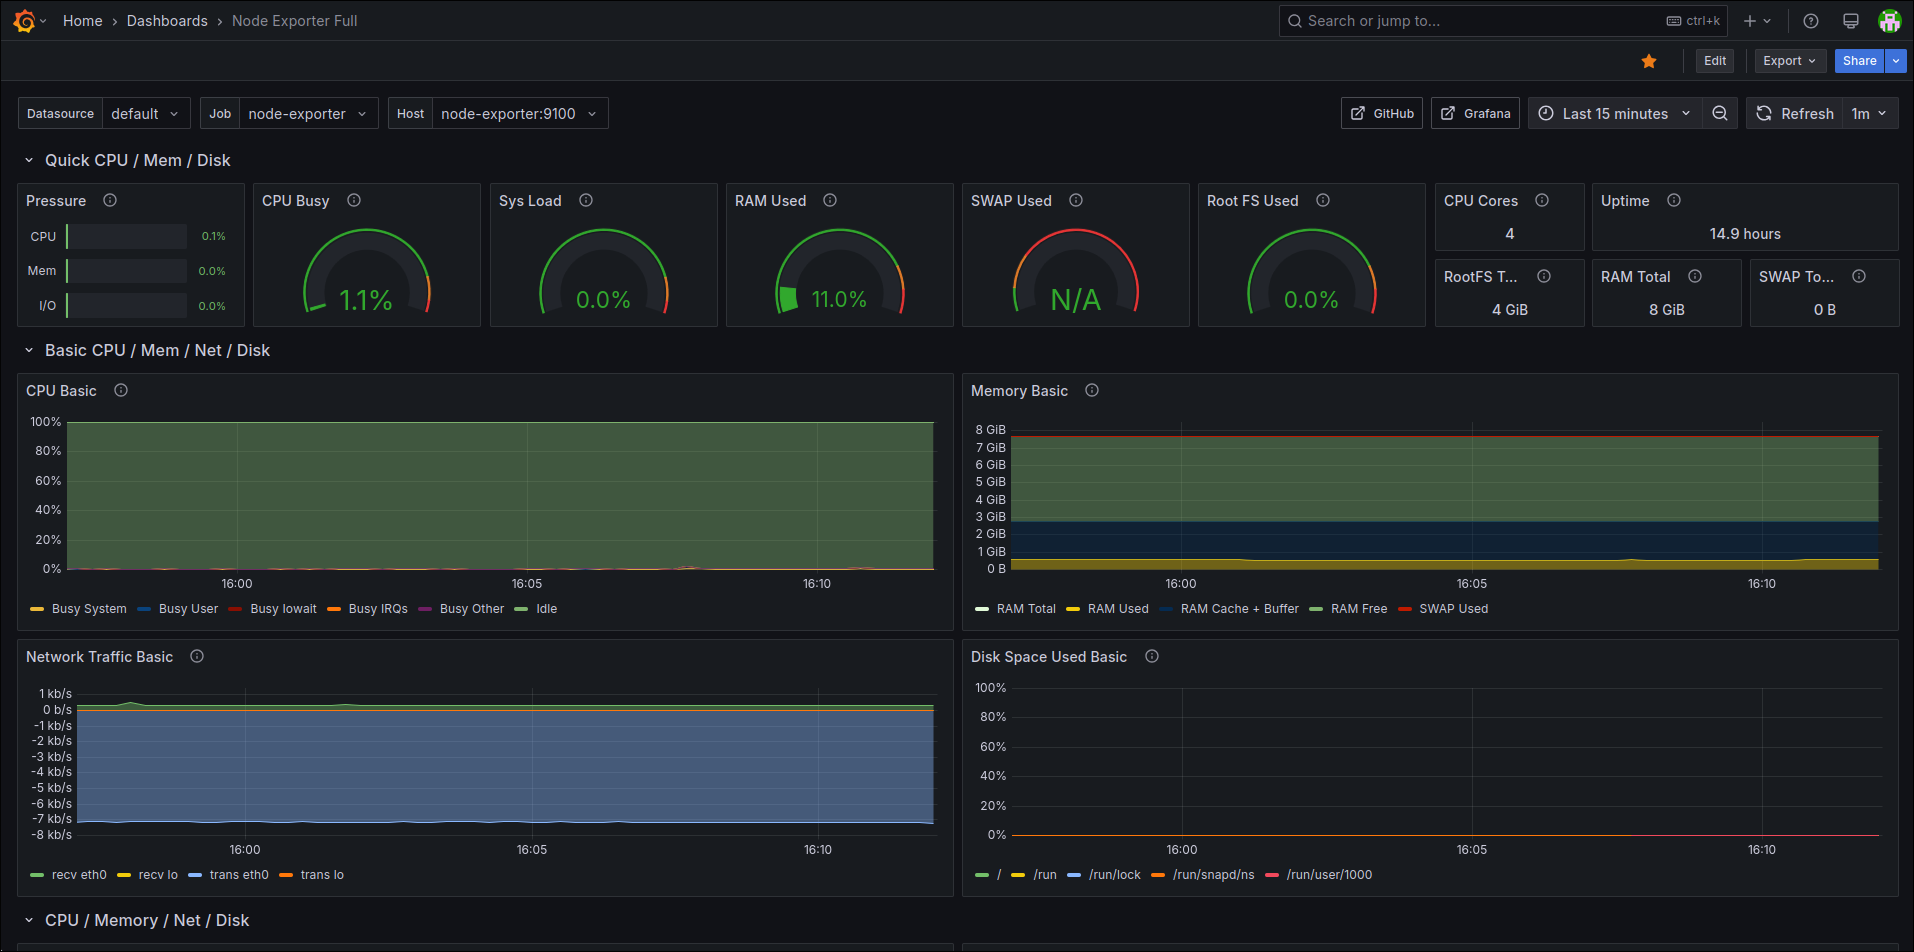 Home › Dashboards › Node Exporter Full
Search or jump to... ctrl+k
Edit Export Share
Datasource default Job node-exporter Host node-exporter:9100
GitHub Grafana Last 15 minutes Refresh 1m
Quick CPU / Mem / Disk
Pressure
CPU 0.1%
Mem 0.0%
I/O 0.0%
CPU Busy
1.1%
Sys Load
0.0%
RAM Used
11.0%
SWAP Used
N/A
Root FS Used
0.0%
CPU Cores
4
Uptime
14.9 hours
RootFS T...
4 GiB
RAM Total
8 GiB
SWAP To...
0 B
Basic CPU / Mem / Net / Disk
CPU Basic
100%
80%
60%
40%
20%
0%
16:00 16:05 16:10
Busy System Busy User Busy Iowait Busy IRQs Busy Other Idle
Memory Basic
8 GiB
7 GiB
6 GiB
5 GiB
4 GiB
3 GiB
2 GiB
1 GiB
0 B
16:00 16:05 16:10
RAM Total RAM Used RAM Cache + Buffer RAM Free SWAP Used
Network Traffic Basic
1 kb/s
0 b/s
-1 kb/s
-2 kb/s
-3 kb/s
-4 kb/s
-5 kb/s
-6 kb/s
-7 kb/s
-8 kb/s
16:00 16:05 16:10
recv eth0 recv lo trans eth0 trans lo
Disk Space Used Basic
100%
80%
60%
40%
20%
0%
16:00 16:05 16:10
/ /run /run/lock /run/snapd/ns /run/user/1000
CPU / Memory / Net / Disk